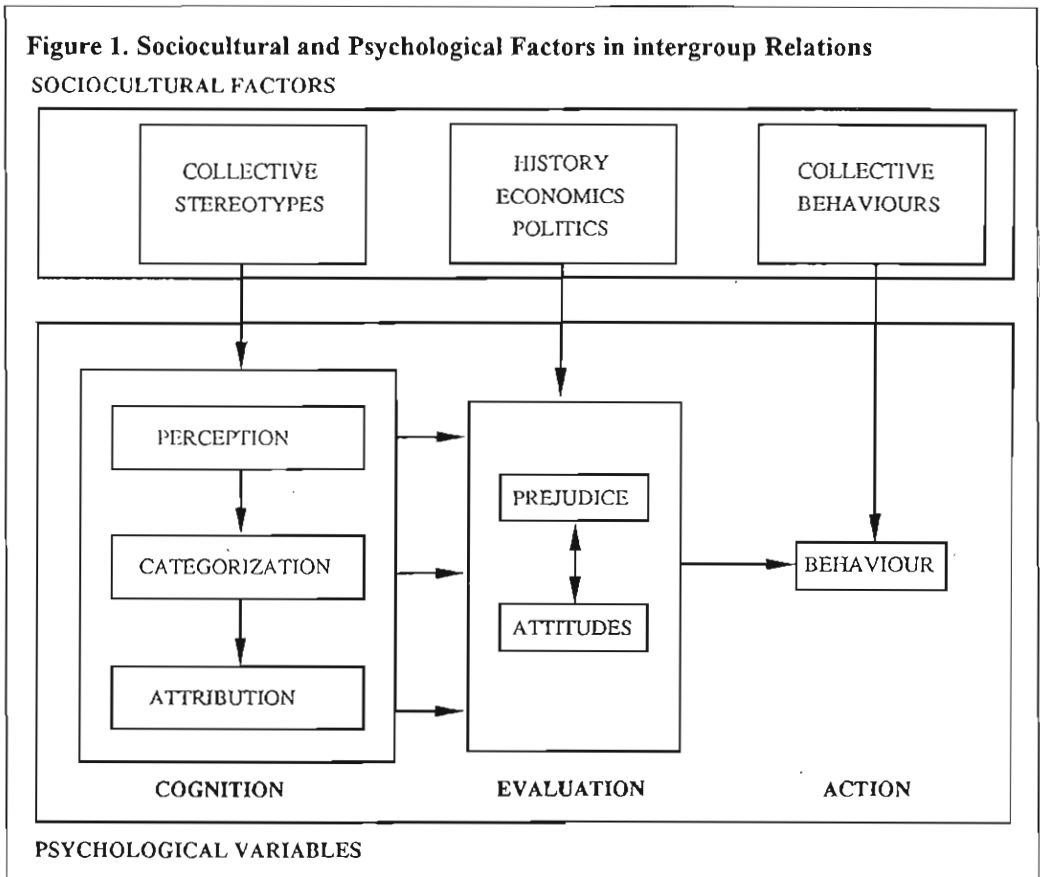 Figure 1. Sociocultural and Psychological Factors in intergroup Relations
SOCIOCULTURAL FACTORS
COLLECTIVE
STEREOTYPES
HISTORY
ECONOMICS
POLITICS
COLLECTIVE
BEHAVIOURS
PERCEPTION
CATEGORIZATION
ATTRIBUTION
COGNITION
PREJUDICE
ATTITUDES
EVALUATION
BEHAVIOUR
ACTION
PSYCHOLOGICAL VARIABLES